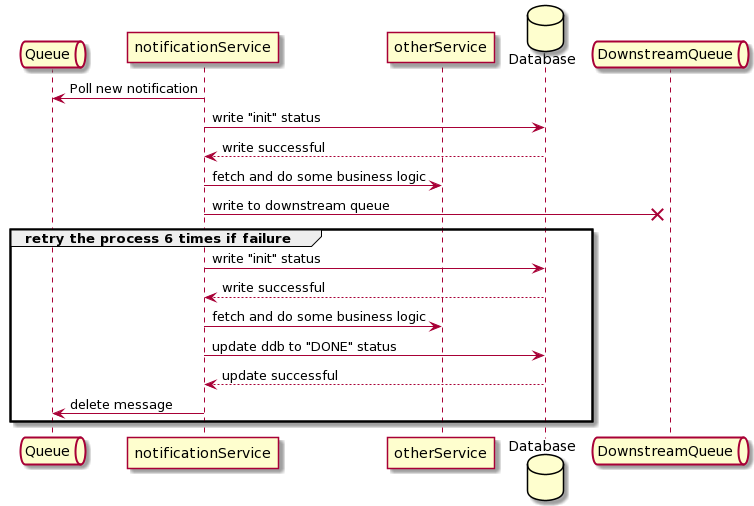 Queue
notificationService
otherService
Database
DownstreamQueue
Poll new notification
write "init" status
write successful
fetch and do some business logic
write to downstream queue
retry the process 6 times if failure
write "init" status
write successful
fetch and do some business logic
update ddb to "DONE" status
update successful
delete message
Queue
notificationService
otherService
Database
DownstreamQueue